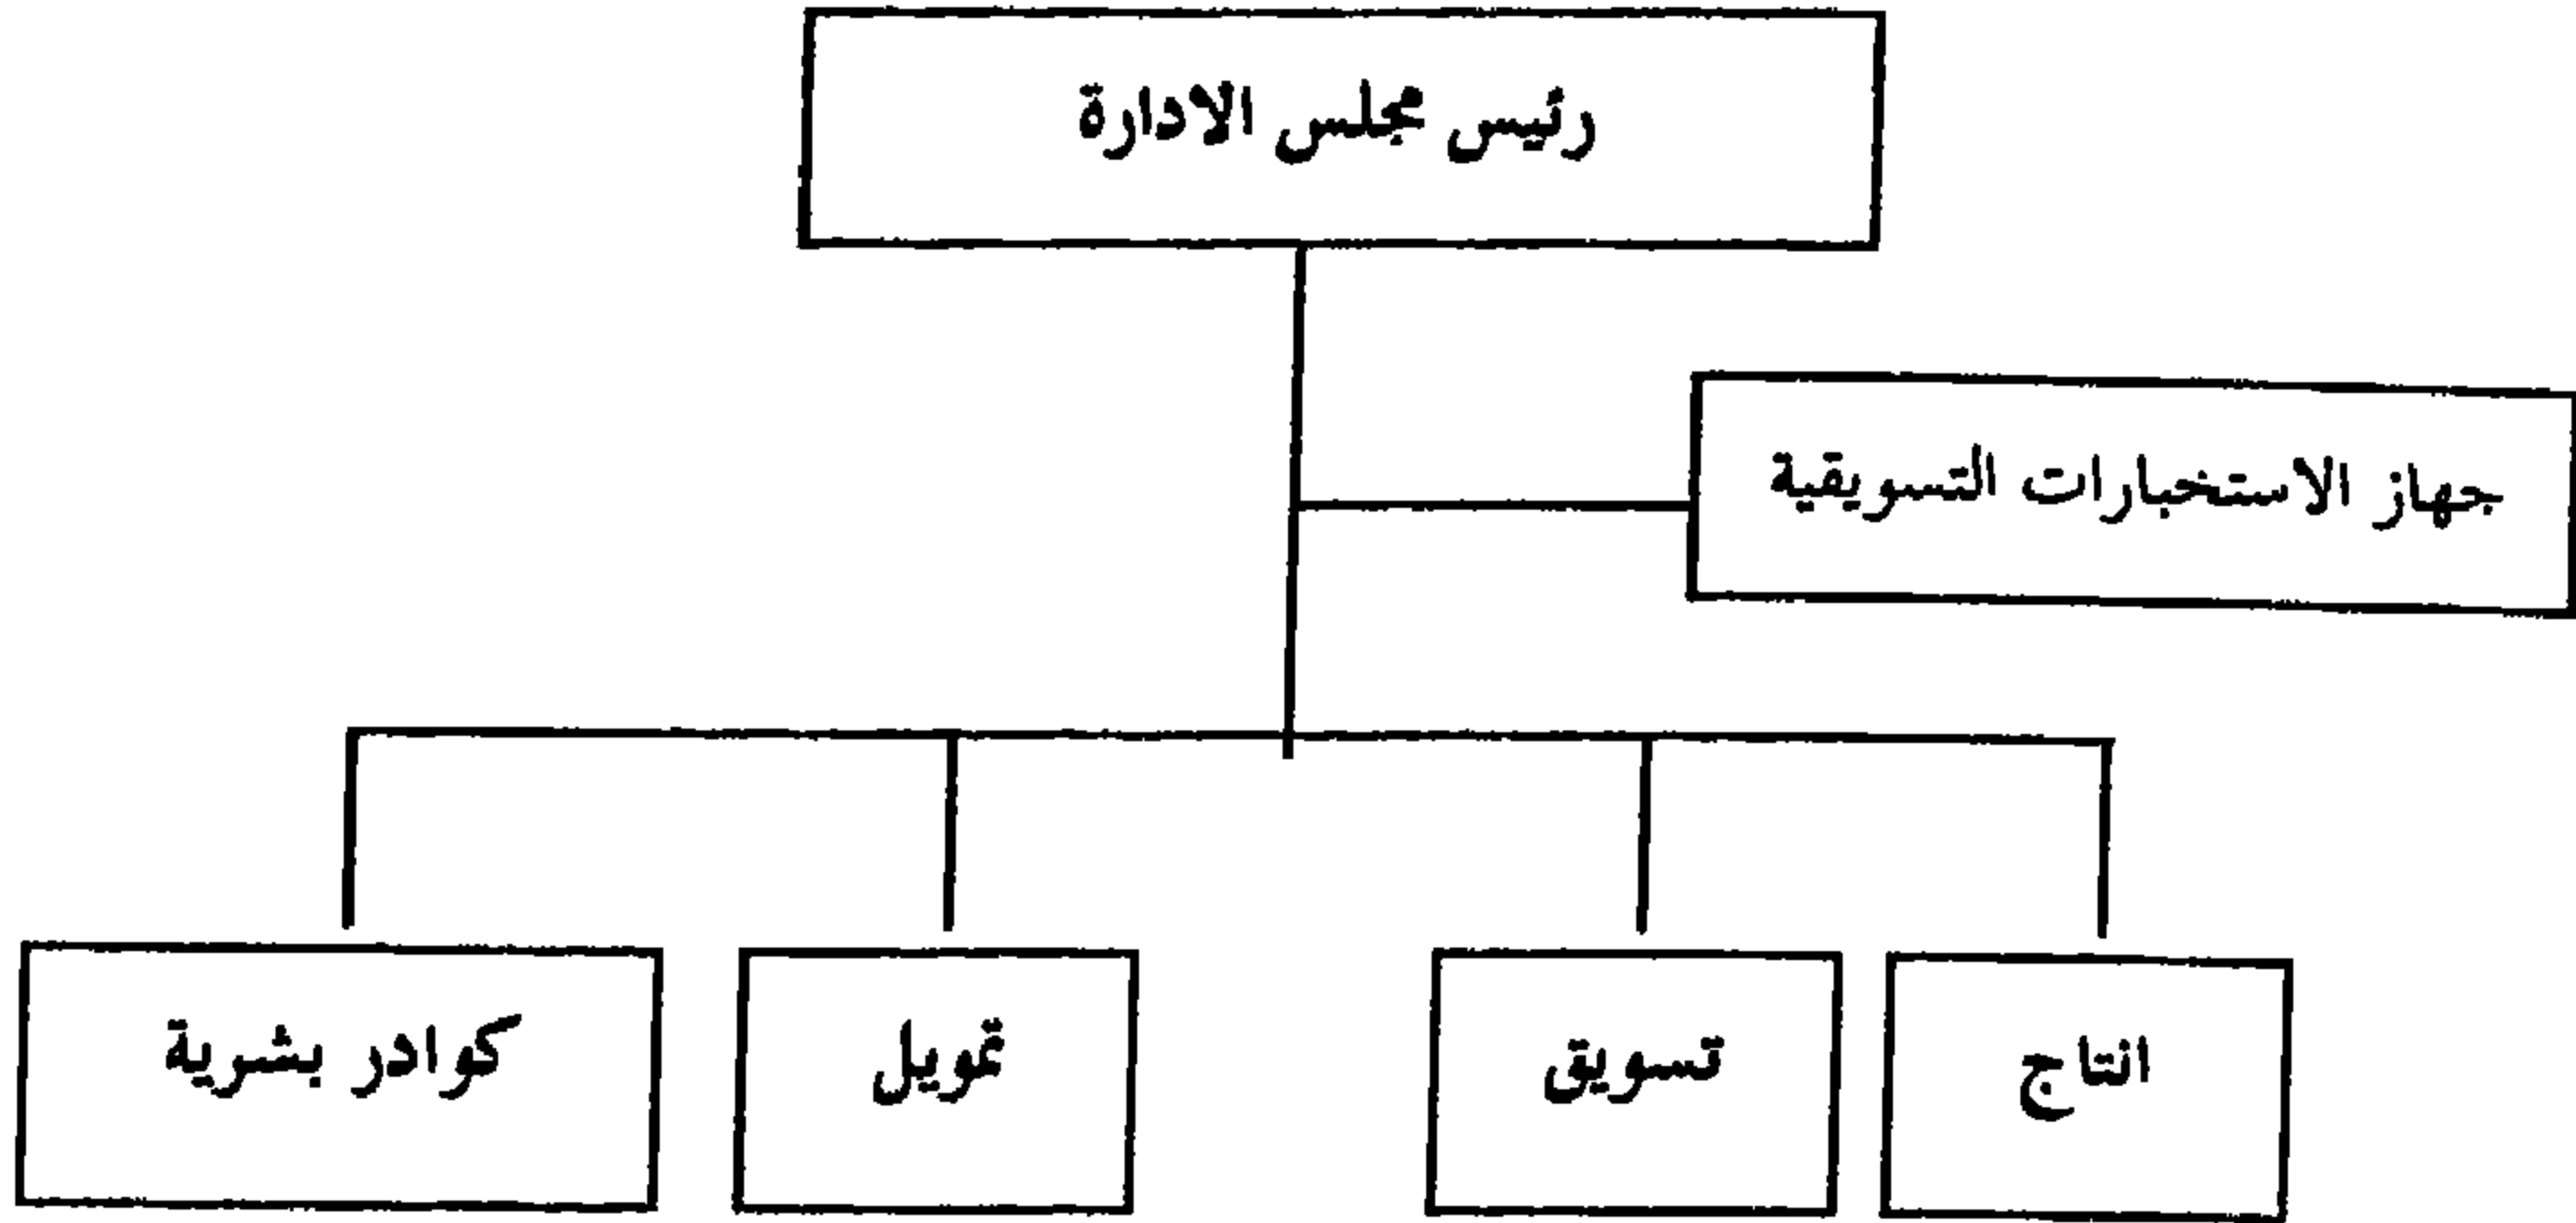 رئيس مجلس الادارة
جهاز الاستخبارات التسويقية
انتاج
تسويق
تمويل
كوادر بشرية